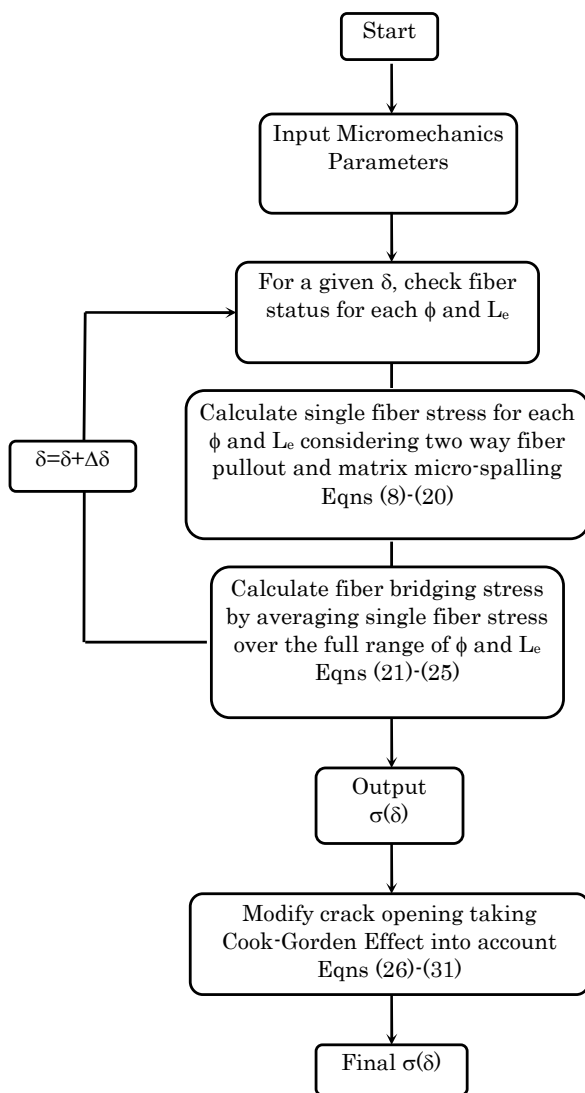 Start
Input Micromechanics
Parameters
For a given δ, check fiber
status for each ϕ and Lₑ
Calculate single fiber stress for each
ϕ and Lₑ considering two way fiber
pullout and matrix micro-spalling
Eqns (8)-(20)
δ=δ+Δδ
Calculate fiber bridging stress
by averaging single fiber stress
over the full range of ϕ and Lₑ
Eqns (21)-(25)
Output
σ(δ)
Modify crack opening taking
Cook-Gorden Effect into account
Eqns (26)-(31)
Final σ(δ)